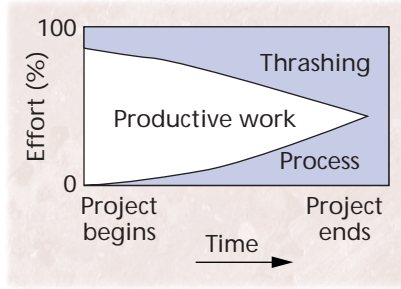 100
Thrashing
Effort (%)
Productive work
Process
0
Project
begins
Project
ends
Time